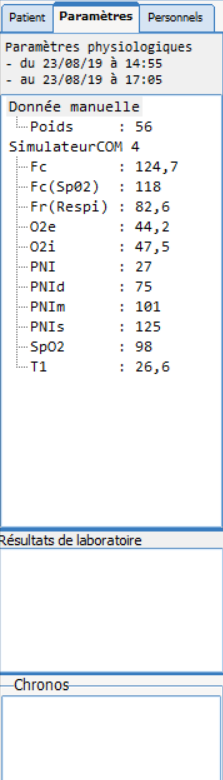 Patient Paramètres Personnels
Paramètres physiologiques
- du 23/08/19 à 14:55
- au 23/08/19 à 17:05
Donnée manuelle
Poids : 56
SimulateurCOM 4
Fc : 124,7
Fc(Sp02) : 118
Fr(Respi) : 82,6
O2e : 44,2
O2i : 47,5
PNI : 27
PNId : 75
PNIm : 101
PNIs : 125
SpO2 : 98
T1 : 26,6
Résultats de laboratoire
Chronos